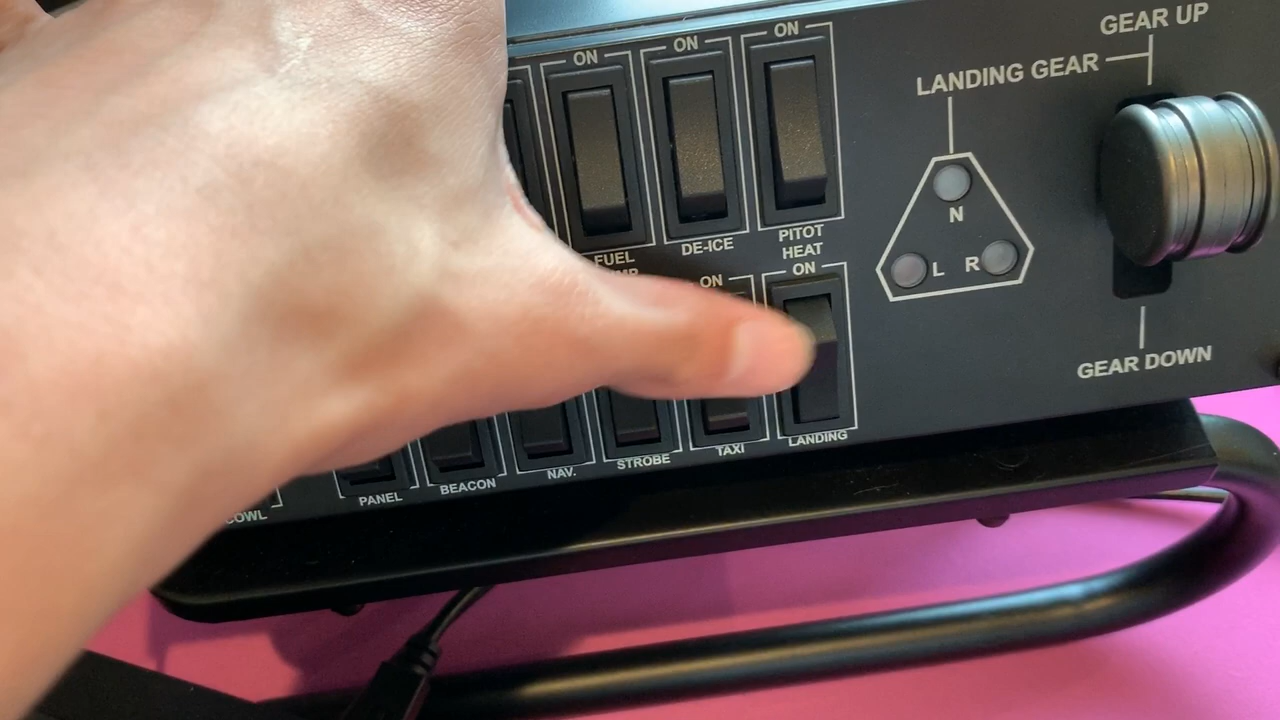 ON
ON
ON
GEAR UP
LANDING GEAR
N
L
R
GEAR DOWN
FUEL
DE-ICE
PITOT
HEAT
ON
ON
COWL
PANEL
BEACON
NAV.
STROBE
TAXI
LANDING